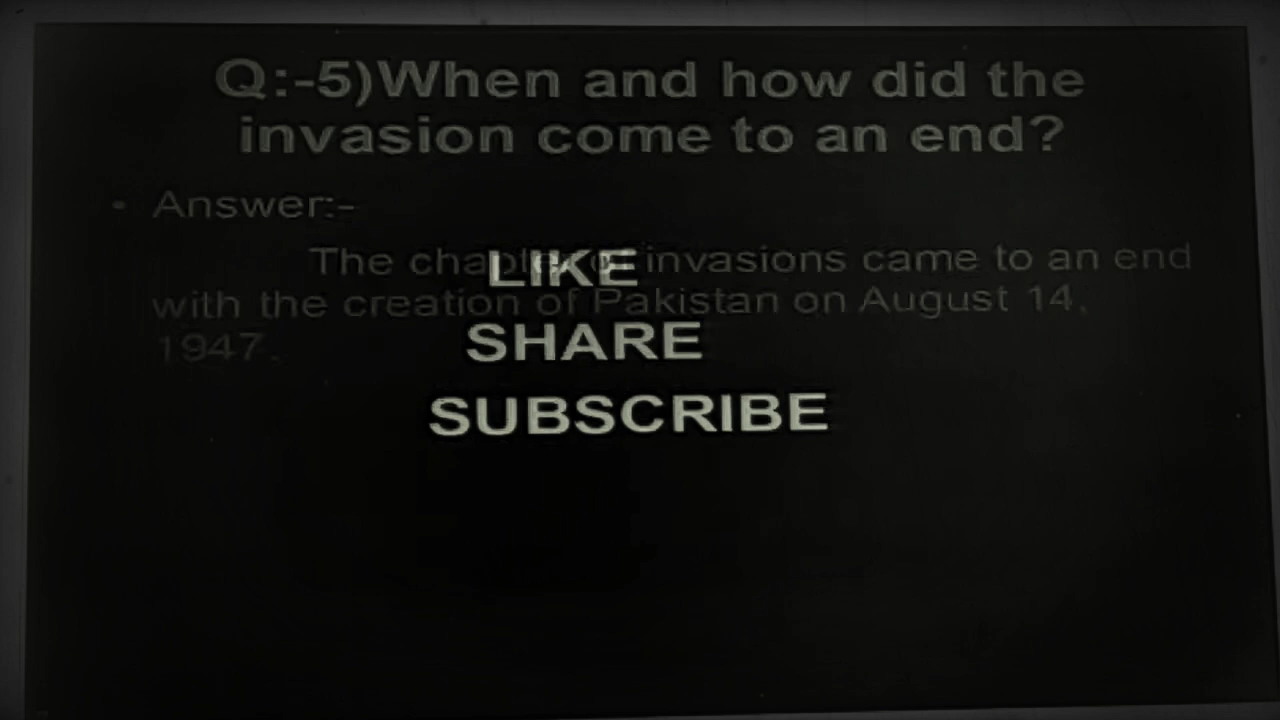 Q:-5)When and how did the
invasion come to an end?
• Answer:-
The chapter of invasions came to an end
with the creation of Pakistan on August 14,
1947.
LIKE
SHARE
SUBSCRIBE